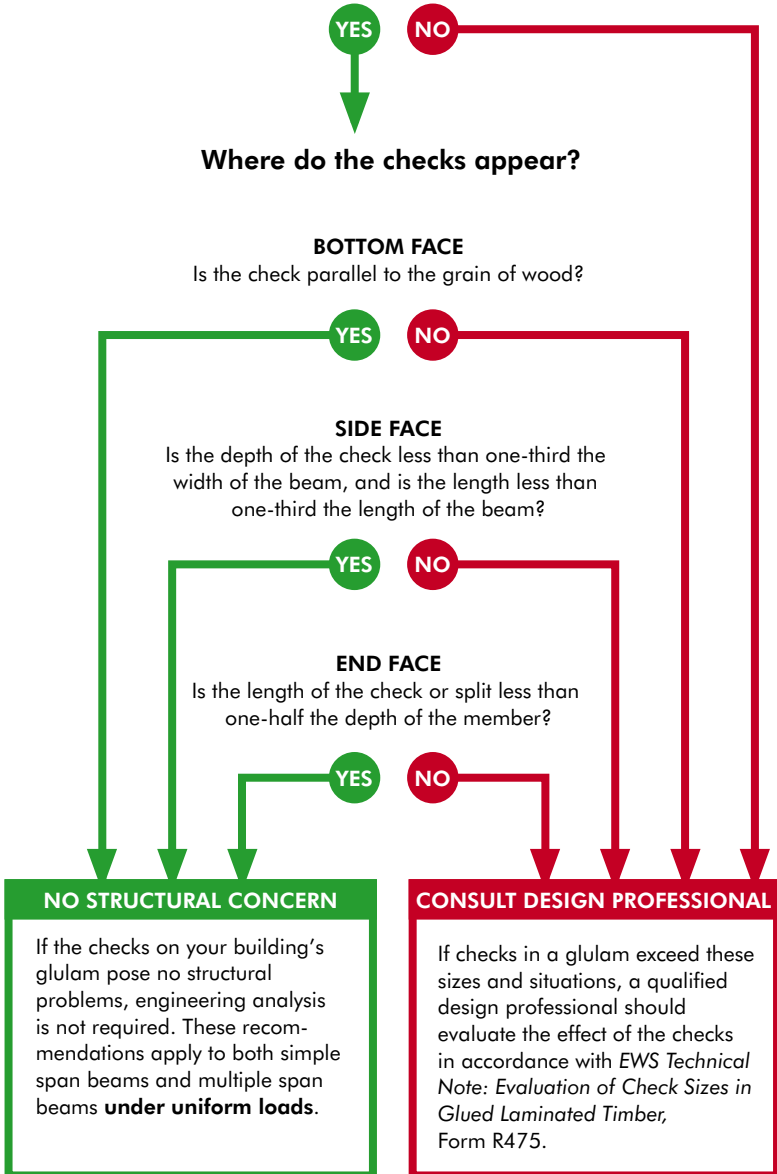 YES NO
Where do the checks appear?
BOTTOM FACE
Is the check parallel to the grain of wood?
YES NO
SIDE FACE
Is the depth of the check less than one-third the
width of the beam, and is the length less than
one-third the length of the beam?
YES NO
END FACE
Is the length of the check or split less than
one-half the depth of the member?
YES NO
NO STRUCTURAL CONCERN
If the checks on your building’s
glulam pose no structural
problems, engineering analysis
is not required. These recom-
mendations apply to both simple
span beams and multiple span
beams under uniform loads.
CONSULT DESIGN PROFESSIONAL
If checks in a glulam exceed these
sizes and situations, a qualified
design professional should
evaluate the effect of the checks
in accordance with EWS Technical
Note: Evaluation of Check Sizes in
Glued Laminated Timber,
Form R475.